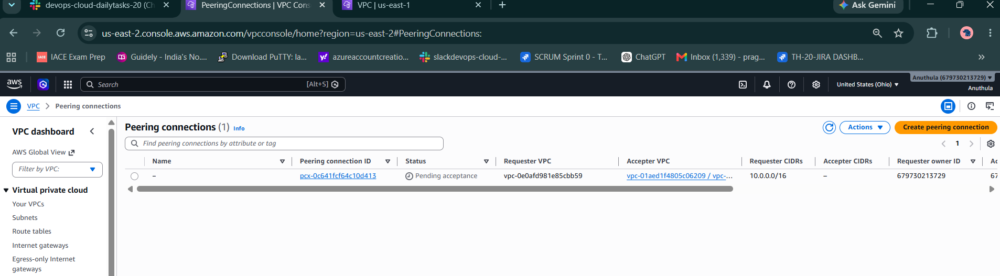 devops-cloud-dailytasks-20 (Ch
PeeringConnections | VPC Cons
VPC | us-east-1
Ask Gemini
us-east-2.console.aws.amazon.com/vpcconsole/home?region=us-east-2#PeeringConnections:
IACE IACE Exam Prep
DG Guidely - India's No....
Download PuTTY: la...
y! azureaccountcreatio...
slackdevops-cloud-...
SCRUM Sprint 0 - T...
ChatGPT
Inbox (1,339) - prag...
TH-20-JIRA DASHB...
»
aws
Search
[Alt+S]
United States (Ohio)
Anuthula (679730213729)
Anuthula
VPC > Peering connections
VPC dashboard
AWS Global View
Filter by VPC:
Virtual private cloud
Your VPCs
Subnets
Route tables
Internet gateways
Egress-only Internet
gateways
Peering connections (1) Info
Actions
Create peering connection
Find peering connections by attribute or tag
1
Name Peering connection ID Status Requester VPC Accepter VPC Requester CIDRs Accepter CIDRs Requester owner ID Ac
– pcx-0c641fcf64c10d413 Pending acceptance vpc-0e0afd981e85cbb59 vpc-01aed1f4805c06209 / vpc-... 10.0.0.0/16 – 679730213729 67